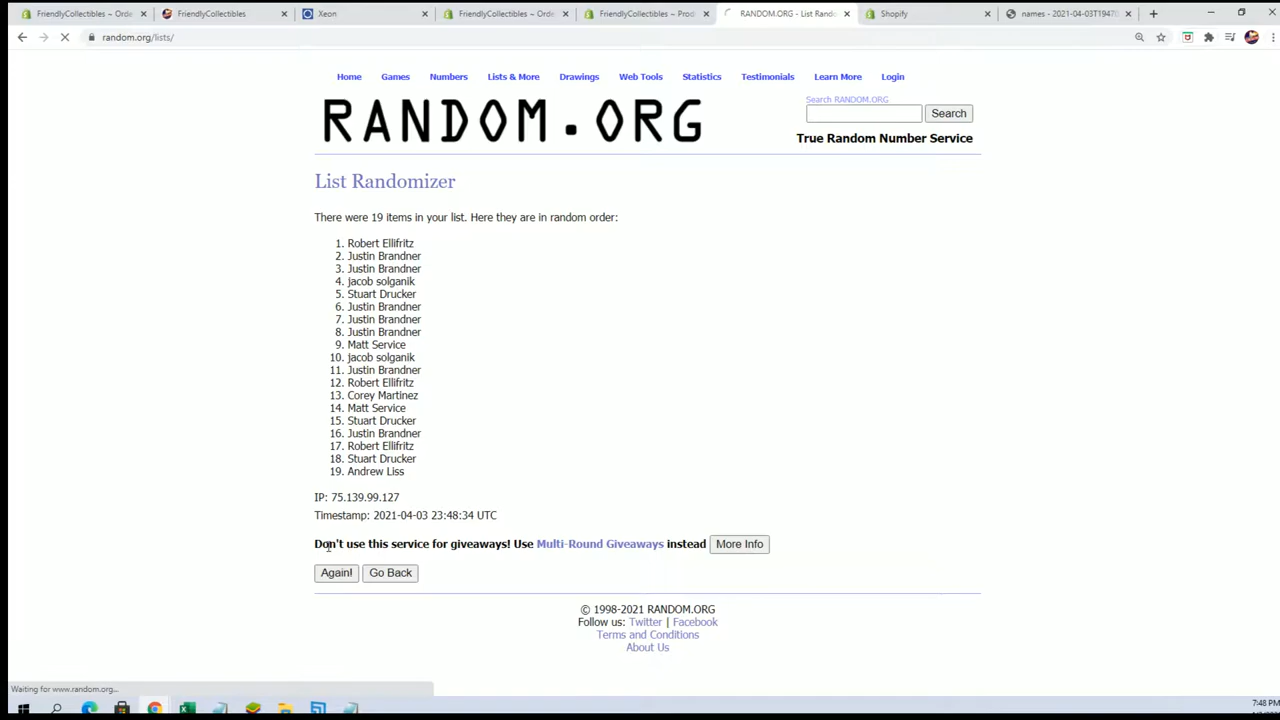 FriendlyCollectibles ~ Orde
FriendlyCollectibles
Xeon
FriendlyCollectibles ~ Orde
FriendlyCollectibles ~ Prod
RANDOM.ORG - List Rando
Shopify
names - 2021-04-03T19470
random.org/lists/
Home Games Numbers Lists & More Drawings Web Tools Statistics Testimonials Learn More Login
Search RANDOM.ORG
RANDOM.ORG
Search
True Random Number Service
List Randomizer
There were 19 items in your list. Here they are in random order:
1. Robert Ellifritz
2. Justin Brandner
3. Justin Brandner
4. jacob solganik
5. Stuart Drucker
6. Justin Brandner
7. Justin Brandner
8. Justin Brandner
9. Matt Service
10. jacob solganik
11. Justin Brandner
12. Robert Ellifritz
13. Corey Martinez
14. Matt Service
15. Stuart Drucker
16. Justin Brandner
17. Robert Ellifritz
18. Stuart Drucker
19. Andrew Liss
IP: 75.139.99.127
Timestamp: 2021-04-03 23:48:34 UTC
Don't use this service for giveaways! Use Multi-Round Giveaways instead More Info
Again! Go Back
© 1998-2021 RANDOM.ORG
Follow us: Twitter | Facebook
Terms and Conditions
About Us
Waiting for www.random.org...
7:48 PM